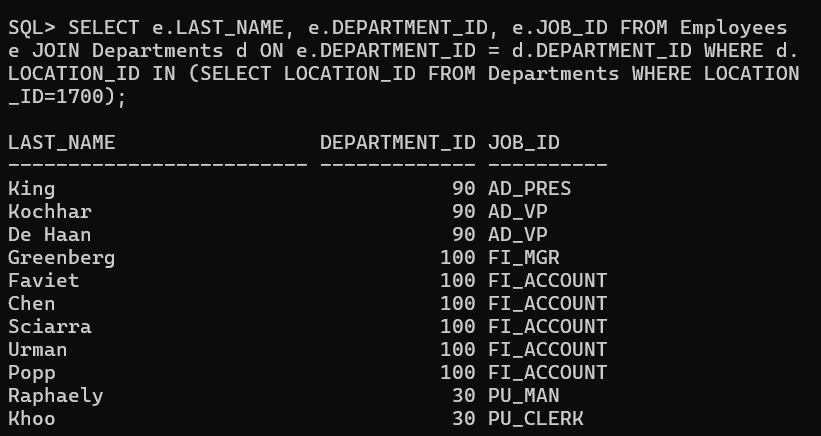 SQL> SELECT e.LAST_NAME, e.DEPARTMENT_ID, e.JOB_ID FROM Employees
e JOIN Departments d ON e.DEPARTMENT_ID = d.DEPARTMENT_ID WHERE d.
LOCATION_ID IN (SELECT LOCATION_ID FROM Departments WHERE LOCATION
_ID=1700);

LAST_NAME                 DEPARTMENT_ID JOB_ID
------------------------- ------------- ----------
King                                 90 AD_PRES
Kochhar                              90 AD_VP
De Haan                              90 AD_VP
Greenberg                           100 FI_MGR
Faviet                              100 FI_ACCOUNT
Chen                                100 FI_ACCOUNT
Sciarra                             100 FI_ACCOUNT
Urman                               100 FI_ACCOUNT
Popp                                100 FI_ACCOUNT
Raphaely                             30 PU_MAN
Khoo                                 30 PU_CLERK